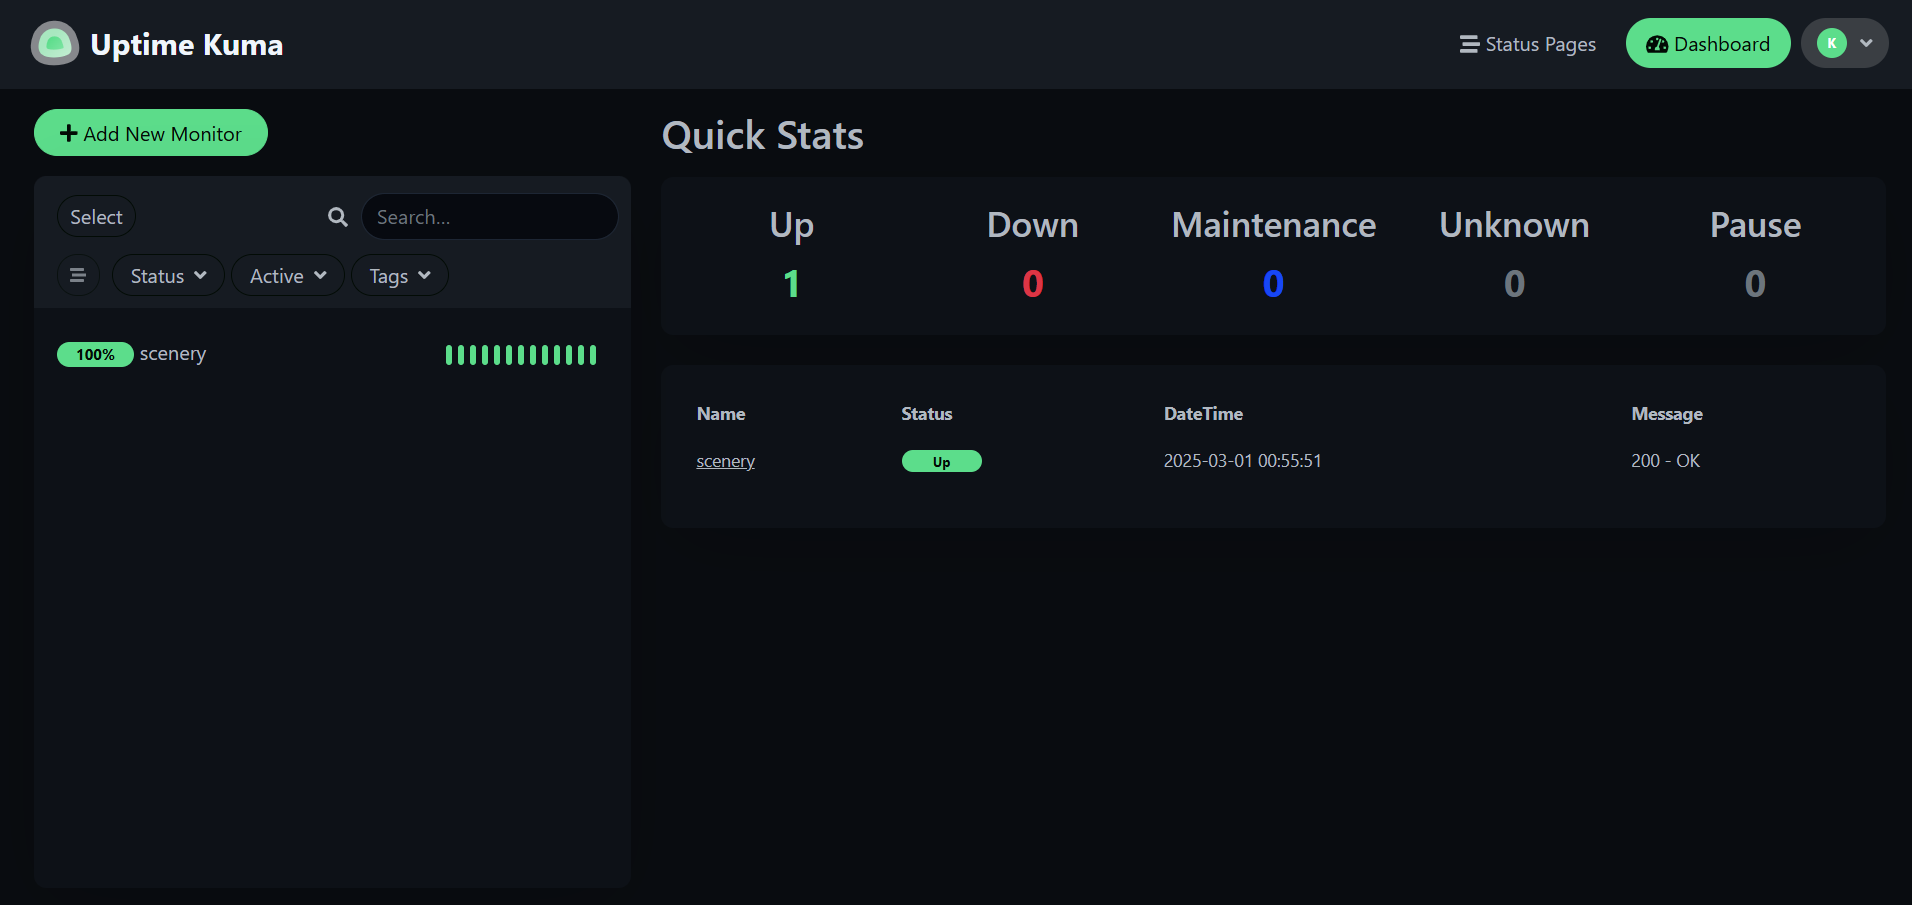 Uptime Kuma
Status Pages
Dashboard
K
Add New Monitor
Select
Search...
Status
Active
Tags
100%
scenery
Quick Stats
Up Down Maintenance Unknown Pause
1 0 0 0 0
Name Status DateTime Message
scenery Up 2025-03-01 00:55:51 200 - OK